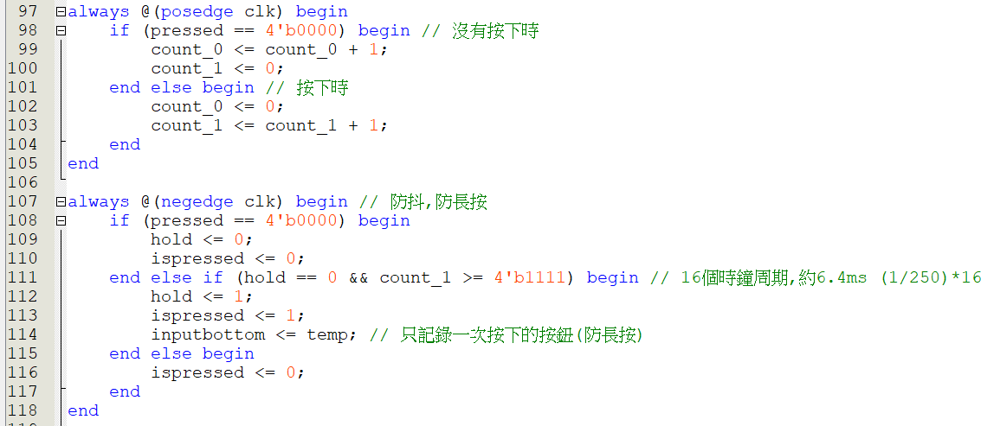 97 always @(posedge clk) begin
98 if (pressed == 4'b0000) begin // 沒有按下時
99 count_0 <= count_0 + 1;
100 count_1 <= 0;
101 end else begin // 按下時
102 count_0 <= 0;
103 count_1 <= count_1 + 1;
104 end
105 end
106
107 always @(negedge clk) begin // 防抖,防長按
108 if (pressed == 4'b0000) begin
109 hold <= 0;
110 ispressed <= 0;
111 end else if (hold == 0 && count_1 >= 4'b1111) begin // 16個時鐘周期,約6.4ms (1/250)*16
112 hold <= 1;
113 ispressed <= 1;
114 inputbottom <= temp; // 只記錄一次按下的按鈕(防長按)
115 end else begin
116 ispressed <= 0;
117 end
118 end